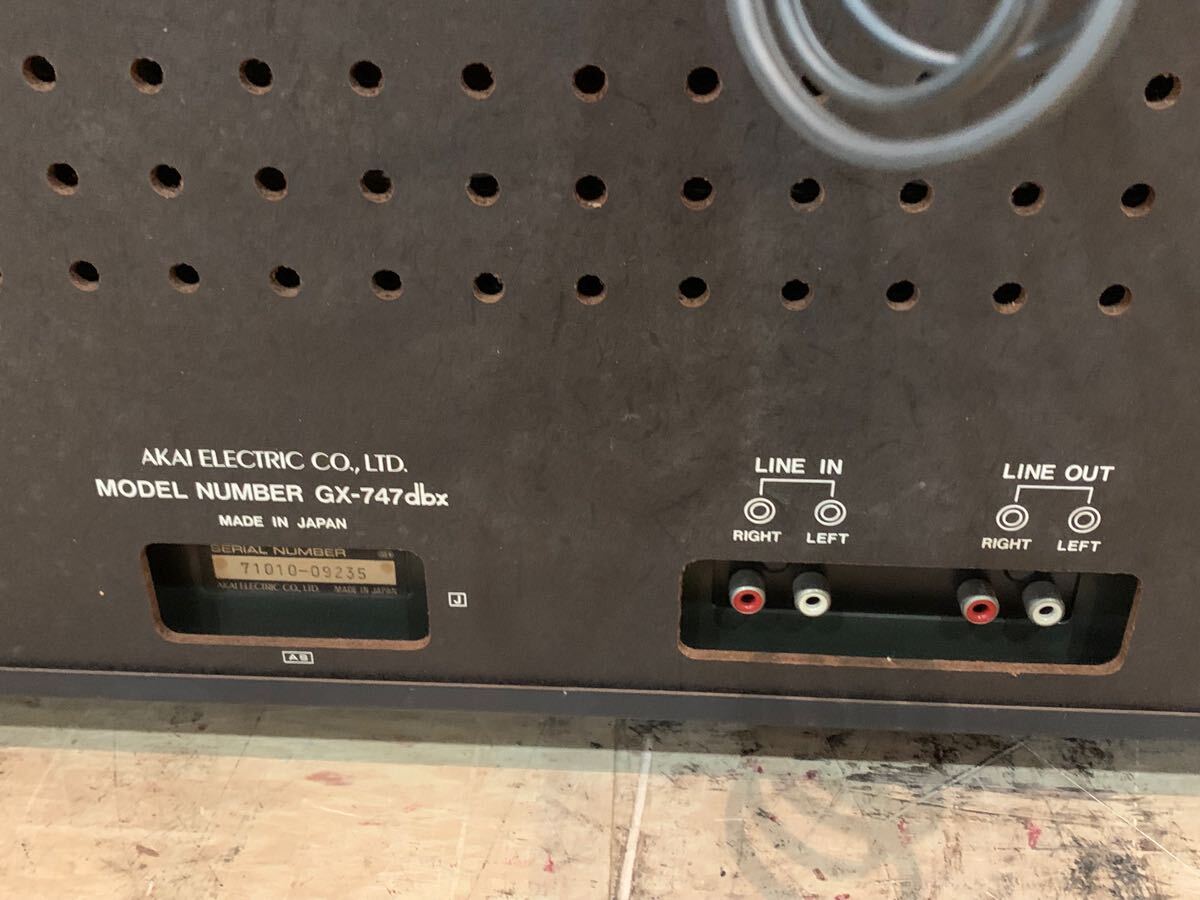 AKAI ELECTRIC CO., LTD.
MODEL NUMBER GX-747dbx
MADE IN JAPAN
SERIAL NUMBER
71010-09235
AKAI ELECTRIC CO., LTD. MADE IN JAPAN
J
AB
LINE IN
RIGHT LEFT
LINE OUT
RIGHT LEFT